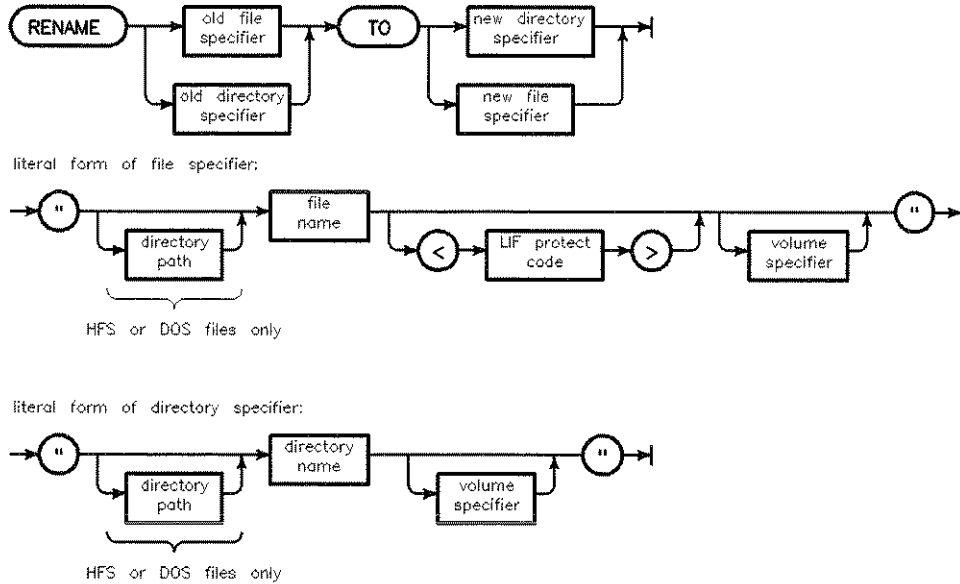 RENAME
old file
specifier
TO
new directory
specifier
old directory
specifier
new file
specifier
literal form of file specifier:
"
file
name
"
directory
path
<
LIF protect
code
>
volume
specifier
HFS or DOS files only
literal form of directory specifier:
"
directory
name
"
directory
path
volume
specifier
HFS or DOS files only